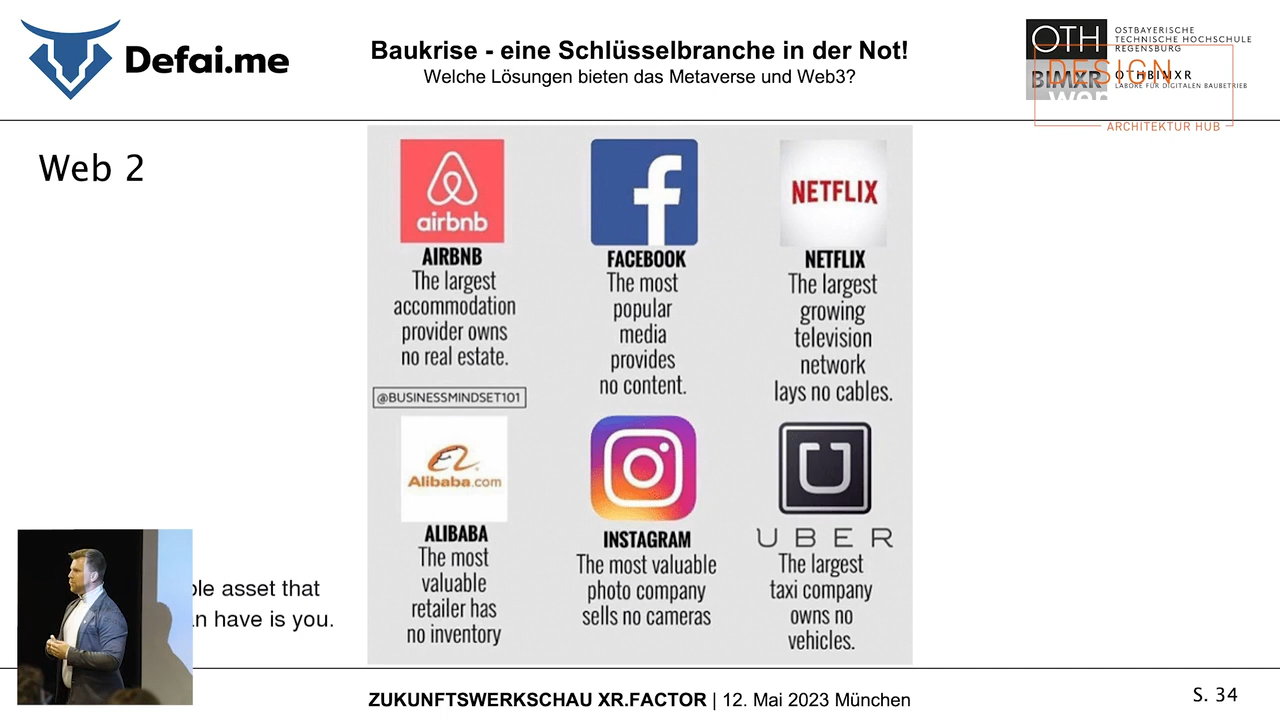 Defai.me
Baukrise - eine Schlüsselbranche in der Not!
Welche Lösungen bieten das Metaverse und Web3?
OTH
OSTBAYERISCHE
TECHNISCHE HOCHSCHULE
REGENSBURG
BIMXR
OTHBIMXR
LABORE FÜR DIGITALEN BAUBETRIEB
DESIGN
ARCHITEKTUR HUB
Web 2
airbnb
AIRBNB
The largest
accommodation
provider owns
no real estate.
@BUSINESSMINDSET101
FACEBOOK
The most
popular
media
provides
no content.
NETFLIX
NETFLIX
The largest
growing
television
network
lays no cables.
Alibaba.com
ALIBABA
The most
valuable
retailer has
no inventory
INSTAGRAM
The most valuable
photo company
sells no cameras
UBER
The largest
taxi company
owns no
vehicles.
asset that
have is you.
ZUKUNFTSWERKSCHAU XR.FACTOR | 12. Mai 2023 München
S. 34